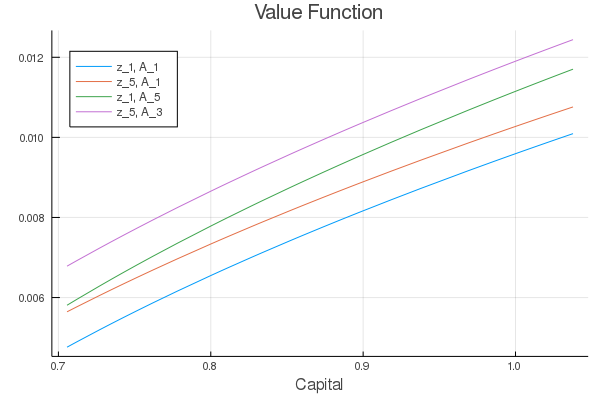 Value Function
0.012
0.010
0.008
0.006
z_1, A_1
z_5, A_1
z_1, A_5
z_5, A_3
0.7
0.8
0.9
1.0
Capital